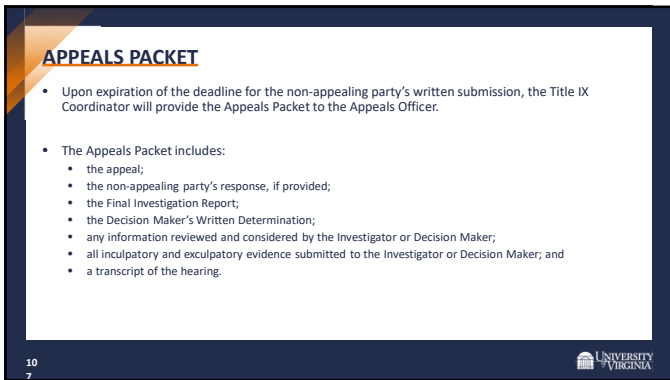 APPEALS PACKET
• Upon expiration of the deadline for the non-appealing party’s written submission, the Title IX
Coordinator will provide the Appeals Packet to the Appeals Officer.
• The Appeals Packet includes:
• the appeal;
• the non-appealing party’s response, if provided;
• the Final Investigation Report;
• the Decision Maker’s Written Determination;
• any information reviewed and considered by the Investigator or Decision Maker;
• all inculpatory and exculpatory evidence submitted to the Investigator or Decision Maker; and
• a transcript of the hearing.
10
7
UNIVERSITY
of VIRGINIA